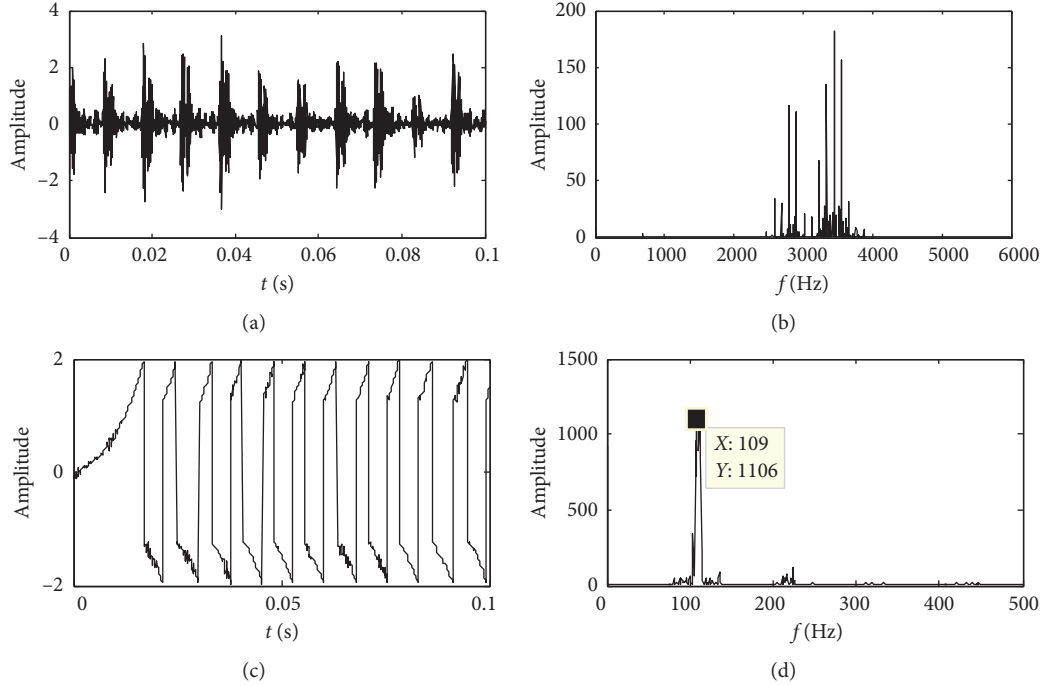 4
2
0
−2
−4
Amplitude
0
0.02
0.04
0.06
0.08
0.1
t (s)
(a)
200
150
100
50
0
Amplitude
0
1000
2000
3000
4000
5000
6000
f (Hz)
(b)
2
0
−2
Amplitude
0
0.05
0.1
t (s)
(c)
1500
1000
500
0
Amplitude
X: 109
Y: 1106
0
100
200
300
400
500
f (Hz)
(d)